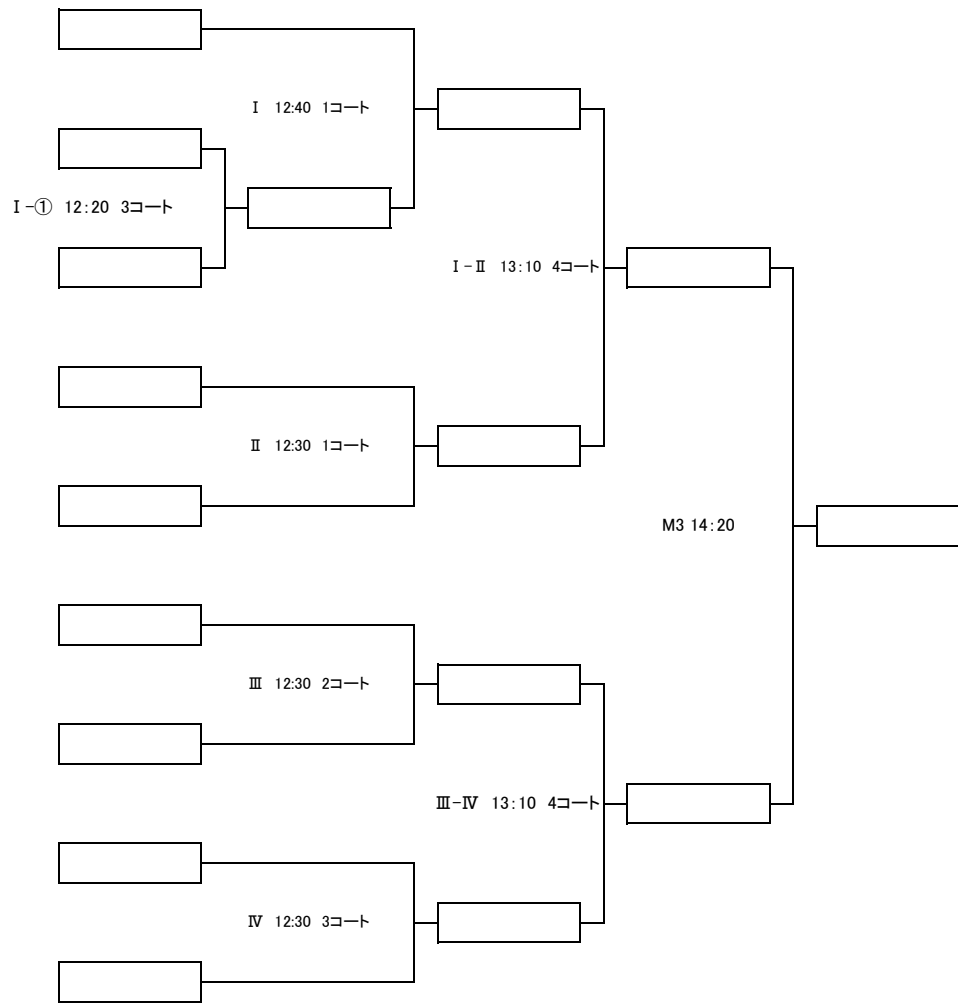 Ⅰ 12:40 1コート
Ⅰ-① 12:20 3コート
Ⅰ-Ⅱ 13:10 4コート
Ⅱ 12:30 1コート
M3 14:20
Ⅲ 12:30 2コート
Ⅲ-Ⅳ 13:10 4コート
Ⅳ 12:30 3コート